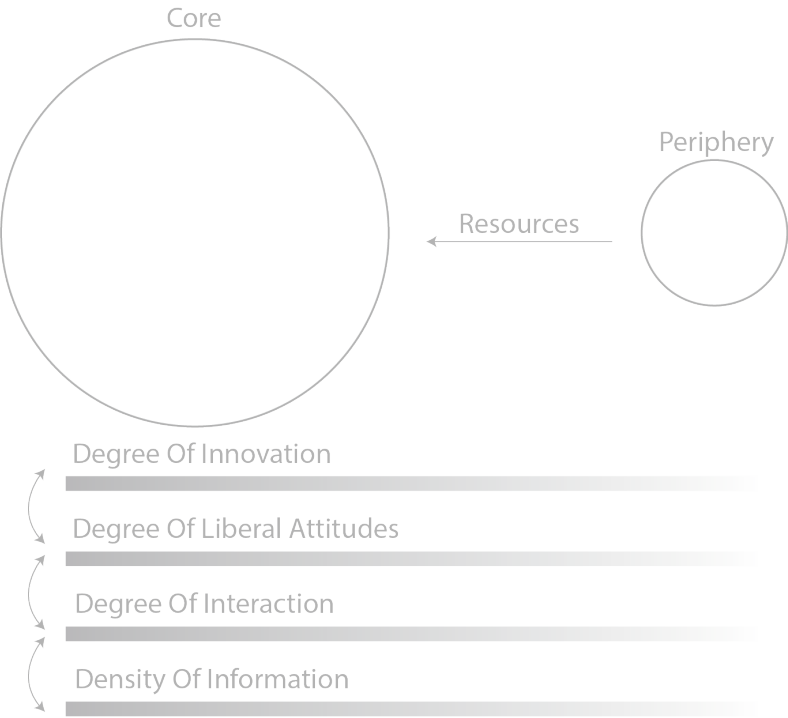 Core
Periphery
Resources
Degree Of Innovation
Degree Of Liberal Attitudes
Degree Of Interaction
Density Of Information